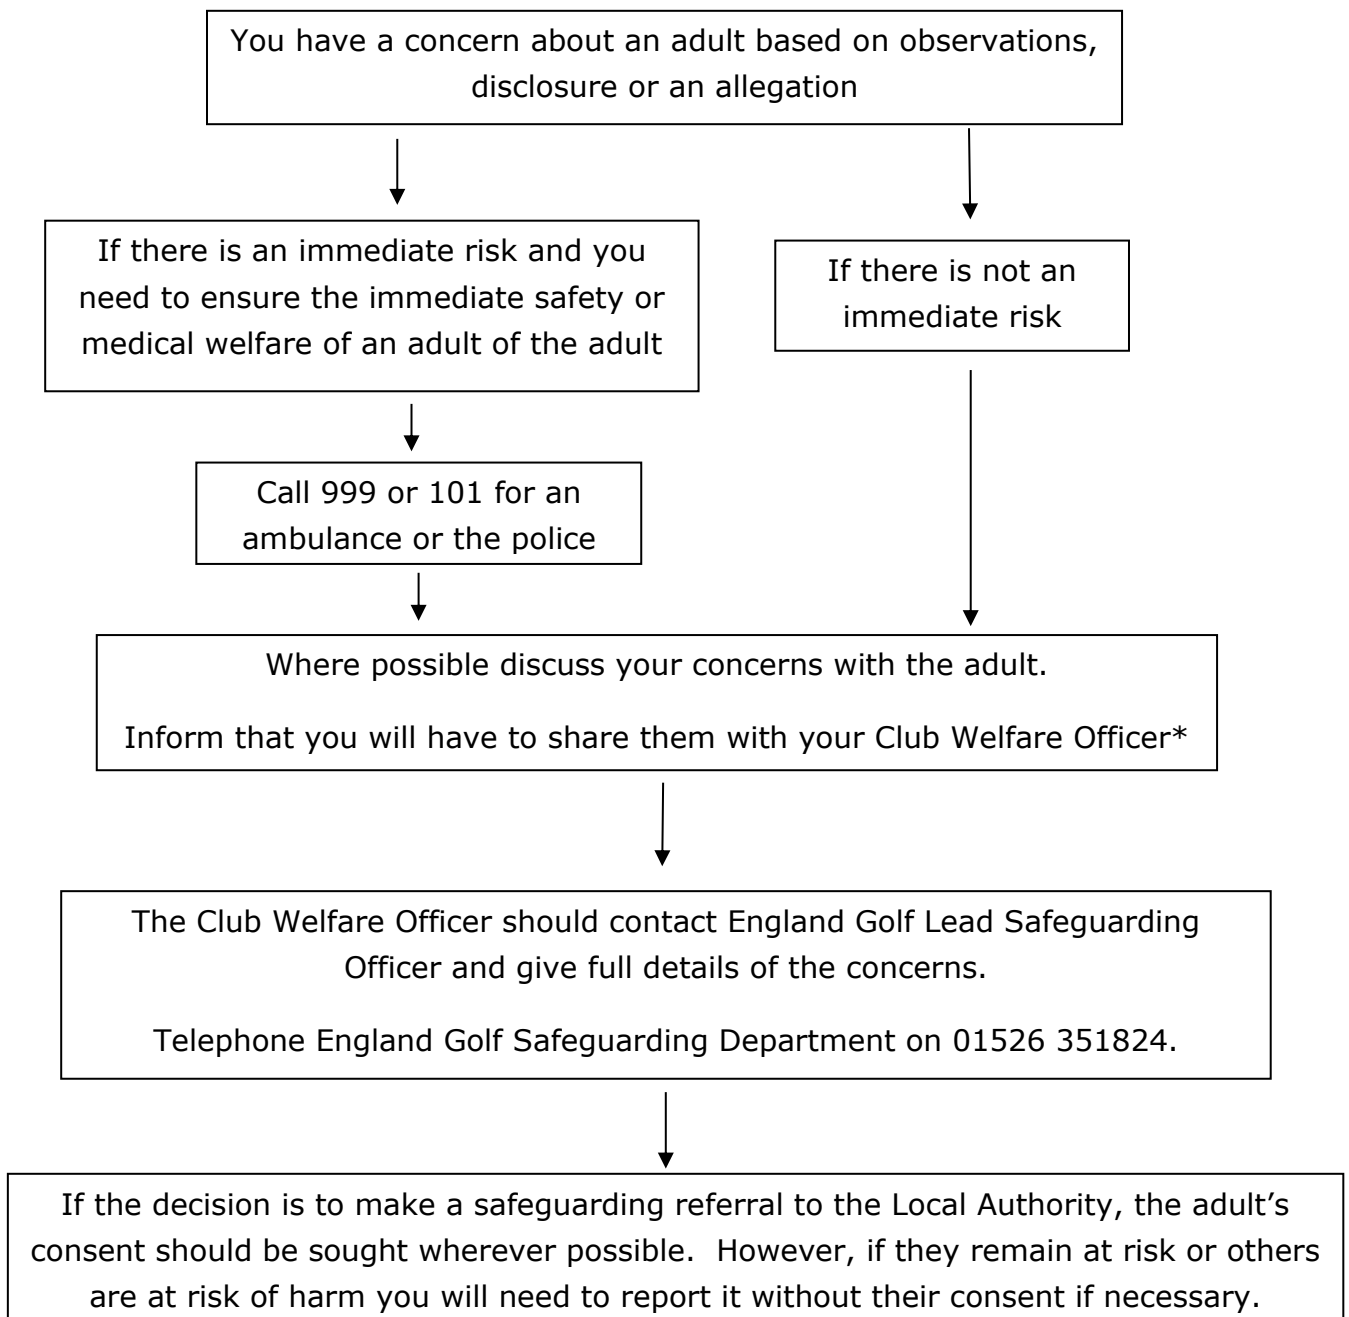 You have a concern about an adult based on observations,
disclosure or an allegation
If there is an immediate risk and you
need to ensure the immediate safety or
medical welfare of an adult of the adult
If there is not an
immediate risk
Call 999 or 101 for an
ambulance or the police
Where possible discuss your concerns with the adult.
Inform that you will have to share them with your Club Welfare Officer*
The Club Welfare Officer should contact England Golf Lead Safeguarding
Officer and give full details of the concerns.
Telephone England Golf Safeguarding Department on 01526 351824.
If the decision is to make a safeguarding referral to the Local Authority, the adult’s
consent should be sought wherever possible.  However, if they remain at risk or others
are at risk of harm you will need to report it without their consent if necessary.